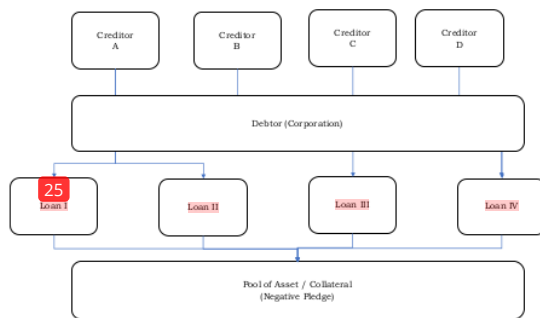 Creditor
A
Creditor
B
Creditor
C
Creditor
D
Debtor (Corporation)
25
Loan I
Loan II
Loan III
Loan IV
Pool of Asset / Collateral
(Negative Pledge)